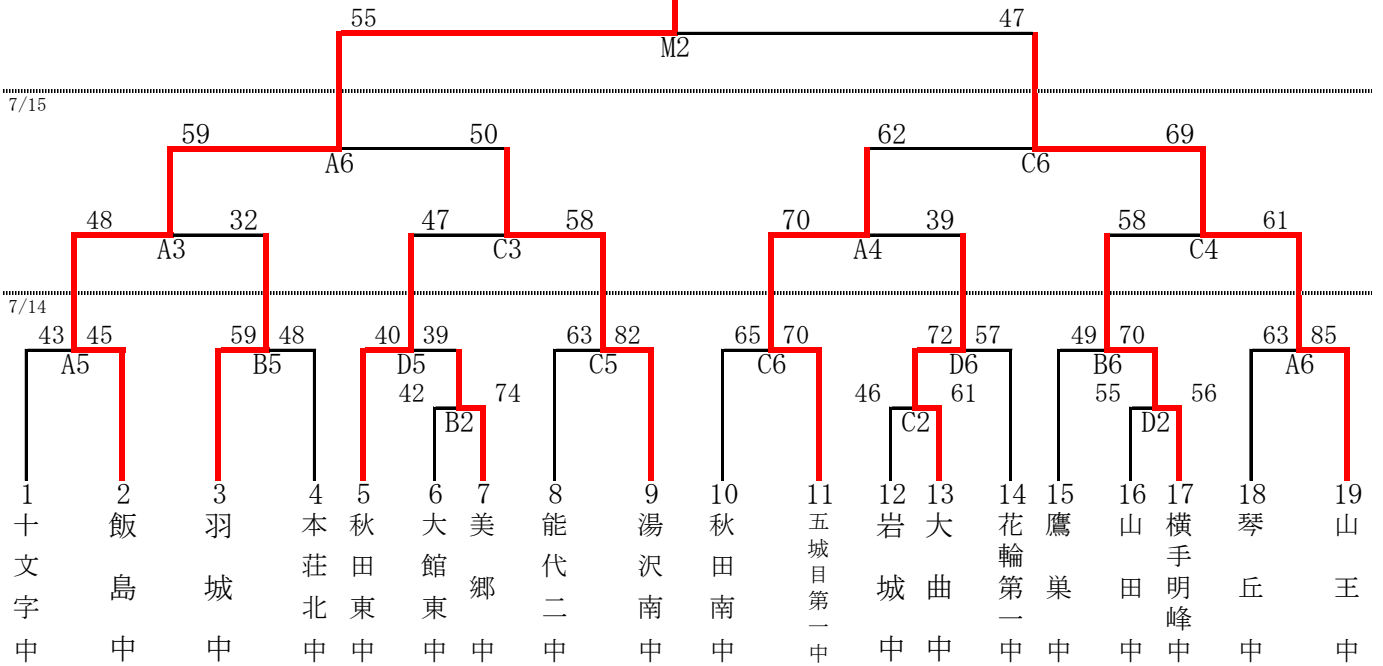 55 47
M2
7/15
59 50 62 69
A6 C6
48 32 47 58 70 39 58 61
A3 C3 A4 C4
7/14
43 45 59 48 40 39 63 82 65 70 72 57 49 70 63 85
A5 B5 D5 C5 C6 D6 B6 A6
42 74 46 61 55 56
B2 C2 D2
1 2 3 4 5 6 7 8 9 10 11 12 13 14 15 16 17 18 19
十文字中
飯島中
羽城中
本荘北中
秋田東中
大館東中
美郷中
能代二中
湯沢南中
秋田南中
五城目第一中
岩城中
大曲中
花輪第一中
鷹巣中
山田中
横手明峰中
琴丘中
山王中